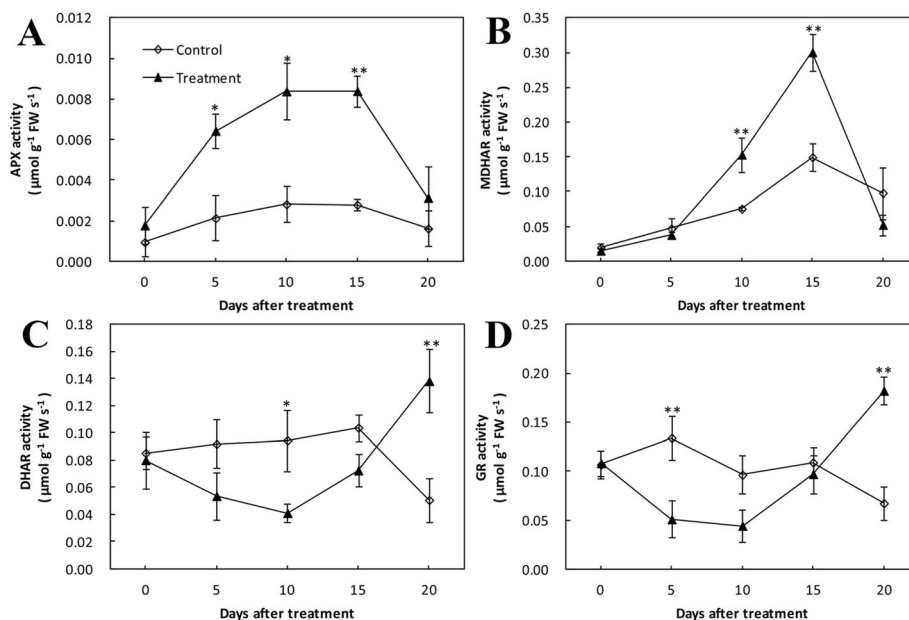 A
0.012
0.010
0.008
0.006
0.004
0.002
0.000
APX activity
( µmol g⁻¹ FW s⁻¹ )
Control
Treatment
*
*
**
0 5 10 15 20
Days after treatment
B
0.35
0.30
0.25
0.20
0.15
0.10
0.05
0.00
MDHAR activity
( µmol g⁻¹ FW s⁻¹ )
**
**
0 5 10 15 20
Days after treatment
C
0.18
0.16
0.14
0.12
0.10
0.08
0.06
0.04
0.02
0.00
DHAR activity
( µmol g⁻¹ FW s⁻¹ )
*
**
0 5 10 15 20
Days after treatment
D
0.25
0.20
0.15
0.10
0.05
0.00
GR activity
( µmol g⁻¹ FW s⁻¹ )
**
**
0 5 10 15 20
Days after treatment